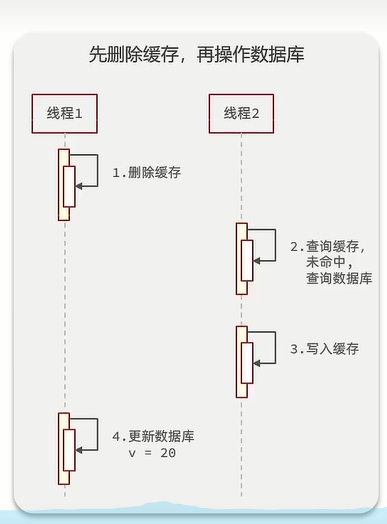 先删除缓存，再操作数据库
线程1
线程2
1.删除缓存
2.查询缓存，
未命中，
查询数据库
3.写入缓存
4.更新数据库
v = 20